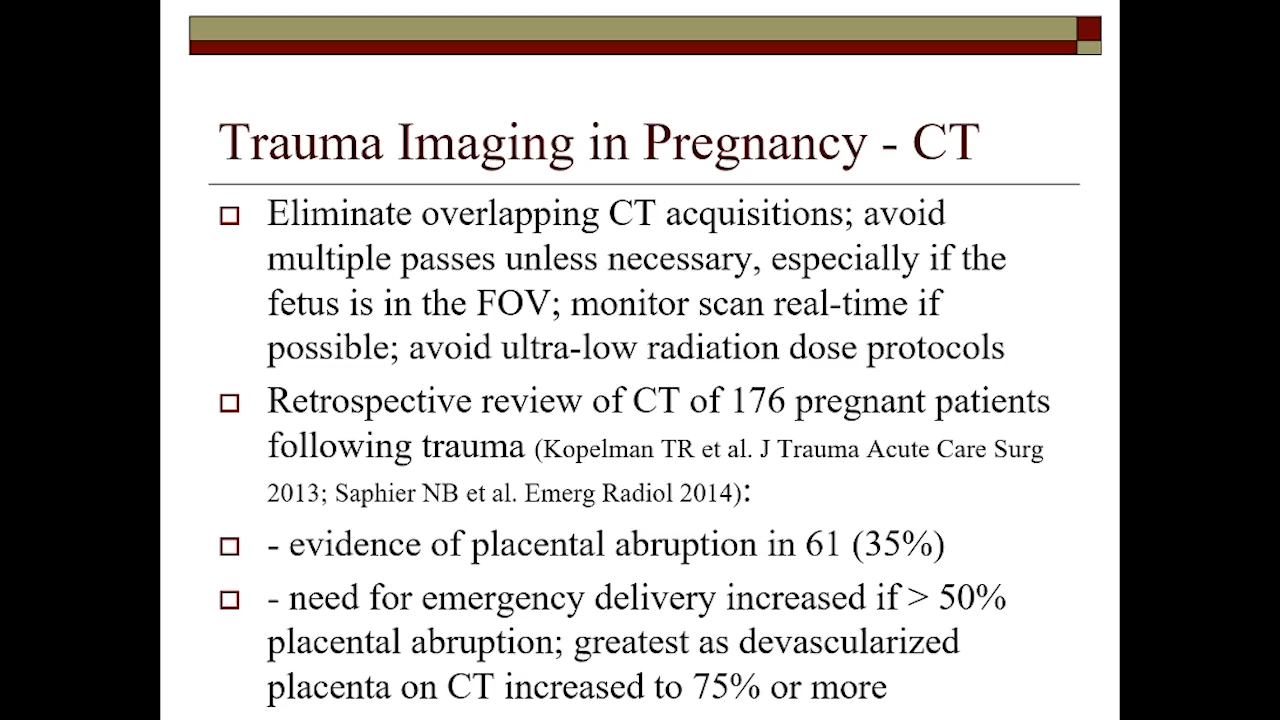 Trauma Imaging in Pregnancy - CT
Eliminate overlapping CT acquisitions; avoid
multiple passes unless necessary, especially if the
fetus is in the FOV; monitor scan real-time if
possible; avoid ultra-low radiation dose protocols
Retrospective review of CT of 176 pregnant patients
following trauma (Kopelman TR et al. J Trauma Acute Care Surg
2013; Saphier NB et al. Emerg Radiol 2014):
- evidence of placental abruption in 61 (35%)
- need for emergency delivery increased if > 50%
placental abruption; greatest as devascularized
placenta on CT increased to 75% or more